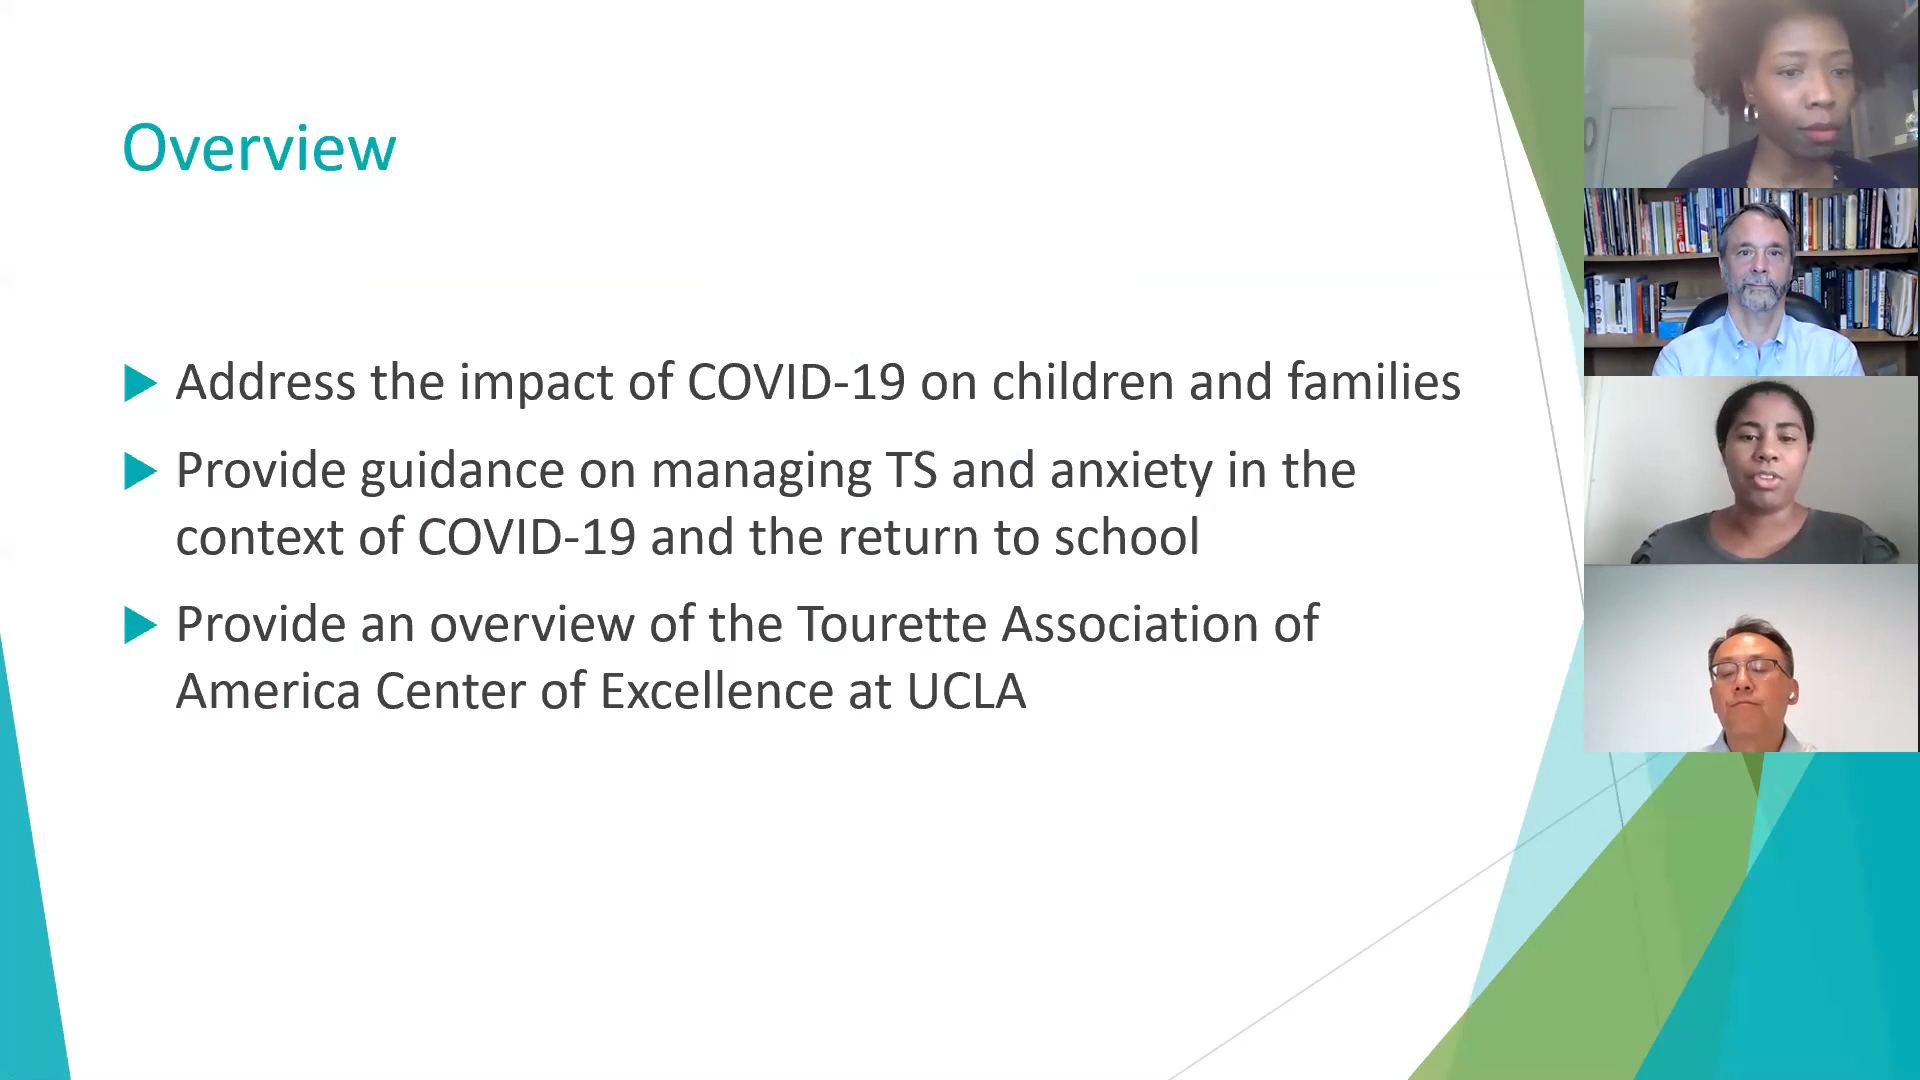 Overview
Address the impact of COVID-19 on children and families
Provide guidance on managing TS and anxiety in the
context of COVID-19 and the return to school
Provide an overview of the Tourette Association of
America Center of Excellence at UCLA